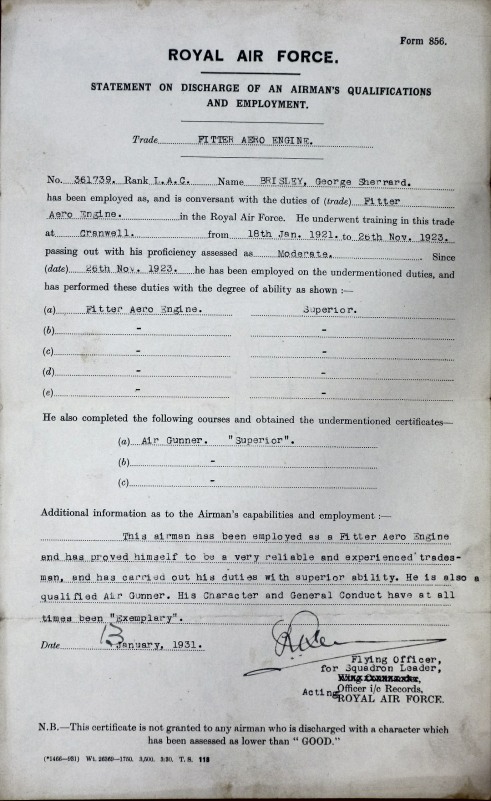 Form 856.
ROYAL AIR FORCE.
STATEMENT ON DISCHARGE OF AN AIRMAN'S QUALIFICATIONS
AND EMPLOYMENT.
Trade FITTER AERO ENGINE.
No. 361739. Rank L.A.C. Name BRISLEY, George Sherrard.
has been employed as, and is conversant with the duties of (trade) Fitter
Aero Engine. in the Royal Air Force. He underwent training in this trade
at Cranwell. from 18th Jan. 1921. to 26th Nov. 1923.
passing out with his proficiency assessed as Moderate. Since
(date) 26th Nov. 1923. he has been employed on the undermentioned duties, and
has performed these duties with the degree of ability as shown :—
(a) Fitter Aero Engine. Superior.
(b) - -
(c) - -
(d) - -
(e) - -
He also completed the following courses and obtained the undermentioned certificates—
(a) Air Gunner. "Superior".
(b) -
(c) -
Additional information as to the Airman's capabilities and employment :—
This airman has been employed as a Fitter Aero Engine
and has proved himself to be a very reliable and experienced trades-
man, and has carried out his duties with superior ability. He is also a
qualified Air Gunner. His Character and General Conduct have at all
times been "Exemplary".
Date 13 January, 1931.
Flying Officer,
for Squadron Leader,
Acting Officer i/c Records,
ROYAL AIR FORCE.
N.B.—This certificate is not granted to any airman who is discharged with a character which
has been assessed as lower than "GOOD."
(*1466—931) Wt. 26369—1750. 3,500. 3/30. T. S. 118